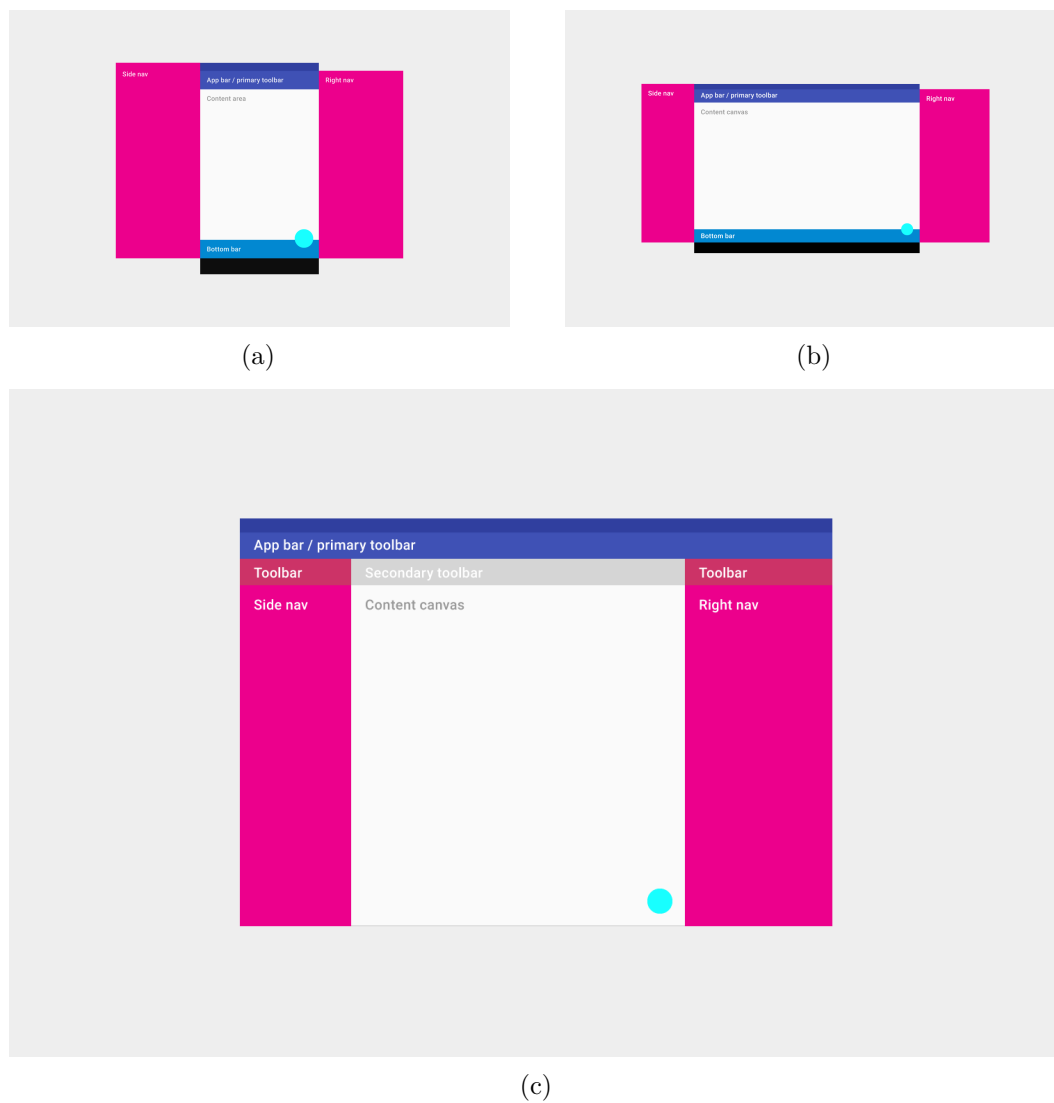 Side nav
App bar / primary toolbar
Right nav
Content area
Bottom bar
(a)
Side nav
App bar / primary toolbar
Right nav
Content canvas
Bottom bar
(b)
App bar / primary toolbar
Toolbar
Secondary toolbar
Toolbar
Side nav
Content canvas
Right nav
(c)